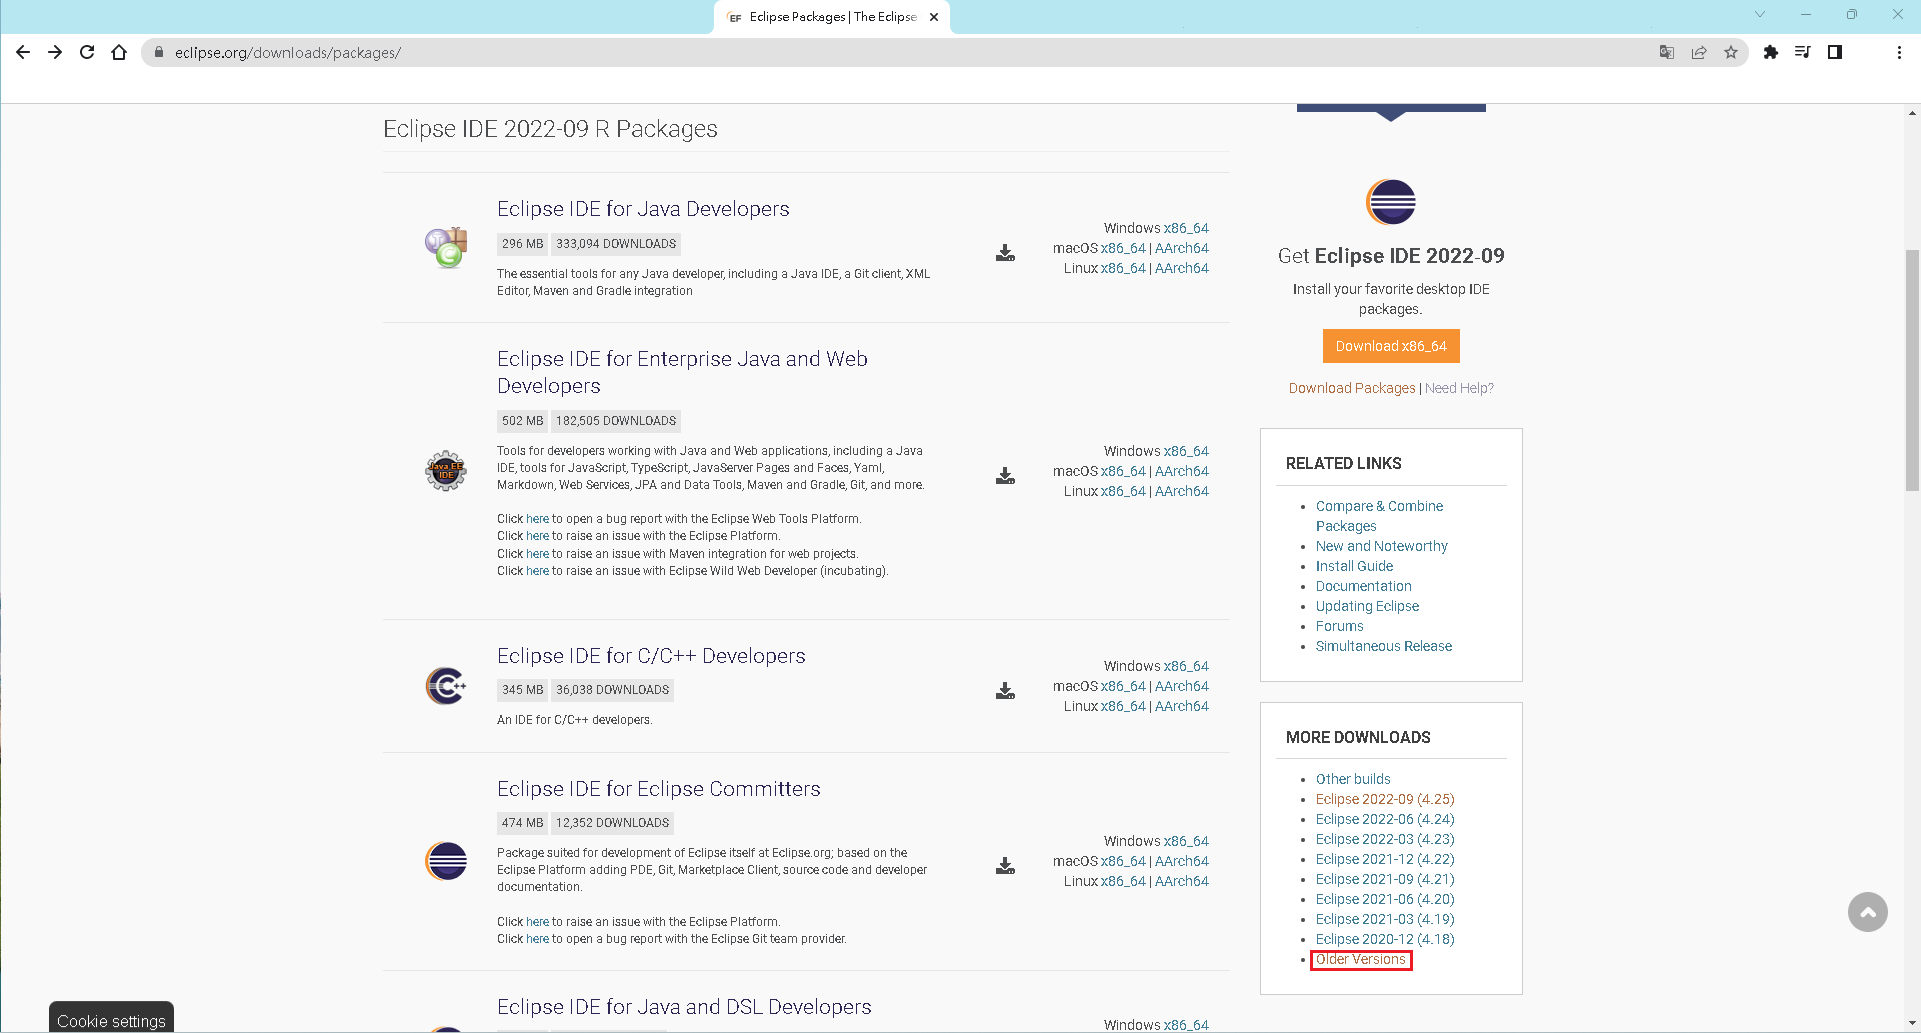 Eclipse Packages | The Eclipse
eclipse.org/downloads/packages/
Eclipse IDE 2022-09 R Packages
Eclipse IDE for Java Developers
296 MB 333,094 DOWNLOADS
The essential tools for any Java developer, including a Java IDE, a Git client, XML
Editor, Maven and Gradle integration
Windows x86_64
macOS x86_64 | AArch64
Linux x86_64 | AArch64
Eclipse IDE for Enterprise Java and Web
Developers
502 MB 182,505 DOWNLOADS
Java EE
IDE
Tools for developers working with Java and Web applications, including a Java
IDE, tools for JavaScript, TypeScript, JavaServer Pages and Faces, Yaml,
Markdown, Web Services, JPA and Data Tools, Maven and Gradle, Git, and more.
Click here to open a bug report with the Eclipse Web Tools Platform.
Click here to raise an issue with the Eclipse Platform.
Click here to raise an issue with Maven integration for web projects.
Click here to raise an issue with Eclipse Wild Web Developer (incubating).
Windows x86_64
macOS x86_64 | AArch64
Linux x86_64 | AArch64
Eclipse IDE for C/C++ Developers
345 MB 36,038 DOWNLOADS
An IDE for C/C++ developers.
Windows x86_64
macOS x86_64 | AArch64
Linux x86_64 | AArch64
Eclipse IDE for Eclipse Committers
474 MB 12,352 DOWNLOADS
Package suited for development of Eclipse itself at Eclipse.org; based on the
Eclipse Platform adding PDE, Git, Marketplace Client, source code and developer
documentation.
Click here to raise an issue with the Eclipse Platform.
Click here to open a bug report with the Eclipse Git team provider.
Windows x86_64
macOS x86_64 | AArch64
Linux x86_64 | AArch64
Eclipse IDE for Java and DSL Developers
Windows x86_64
Get Eclipse IDE 2022-09
Install your favorite desktop IDE
packages.
Download x86_64
Download Packages | Need Help?
RELATED LINKS
Compare & Combine
Packages
New and Noteworthy
Install Guide
Documentation
Updating Eclipse
Forums
Simultaneous Release
MORE DOWNLOADS
Other builds
Eclipse 2022-09 (4.25)
Eclipse 2022-06 (4.24)
Eclipse 2022-03 (4.23)
Eclipse 2021-12 (4.22)
Eclipse 2021-09 (4.21)
Eclipse 2021-06 (4.20)
Eclipse 2021-03 (4.19)
Eclipse 2020-12 (4.18)
Older Versions
Cookie settings